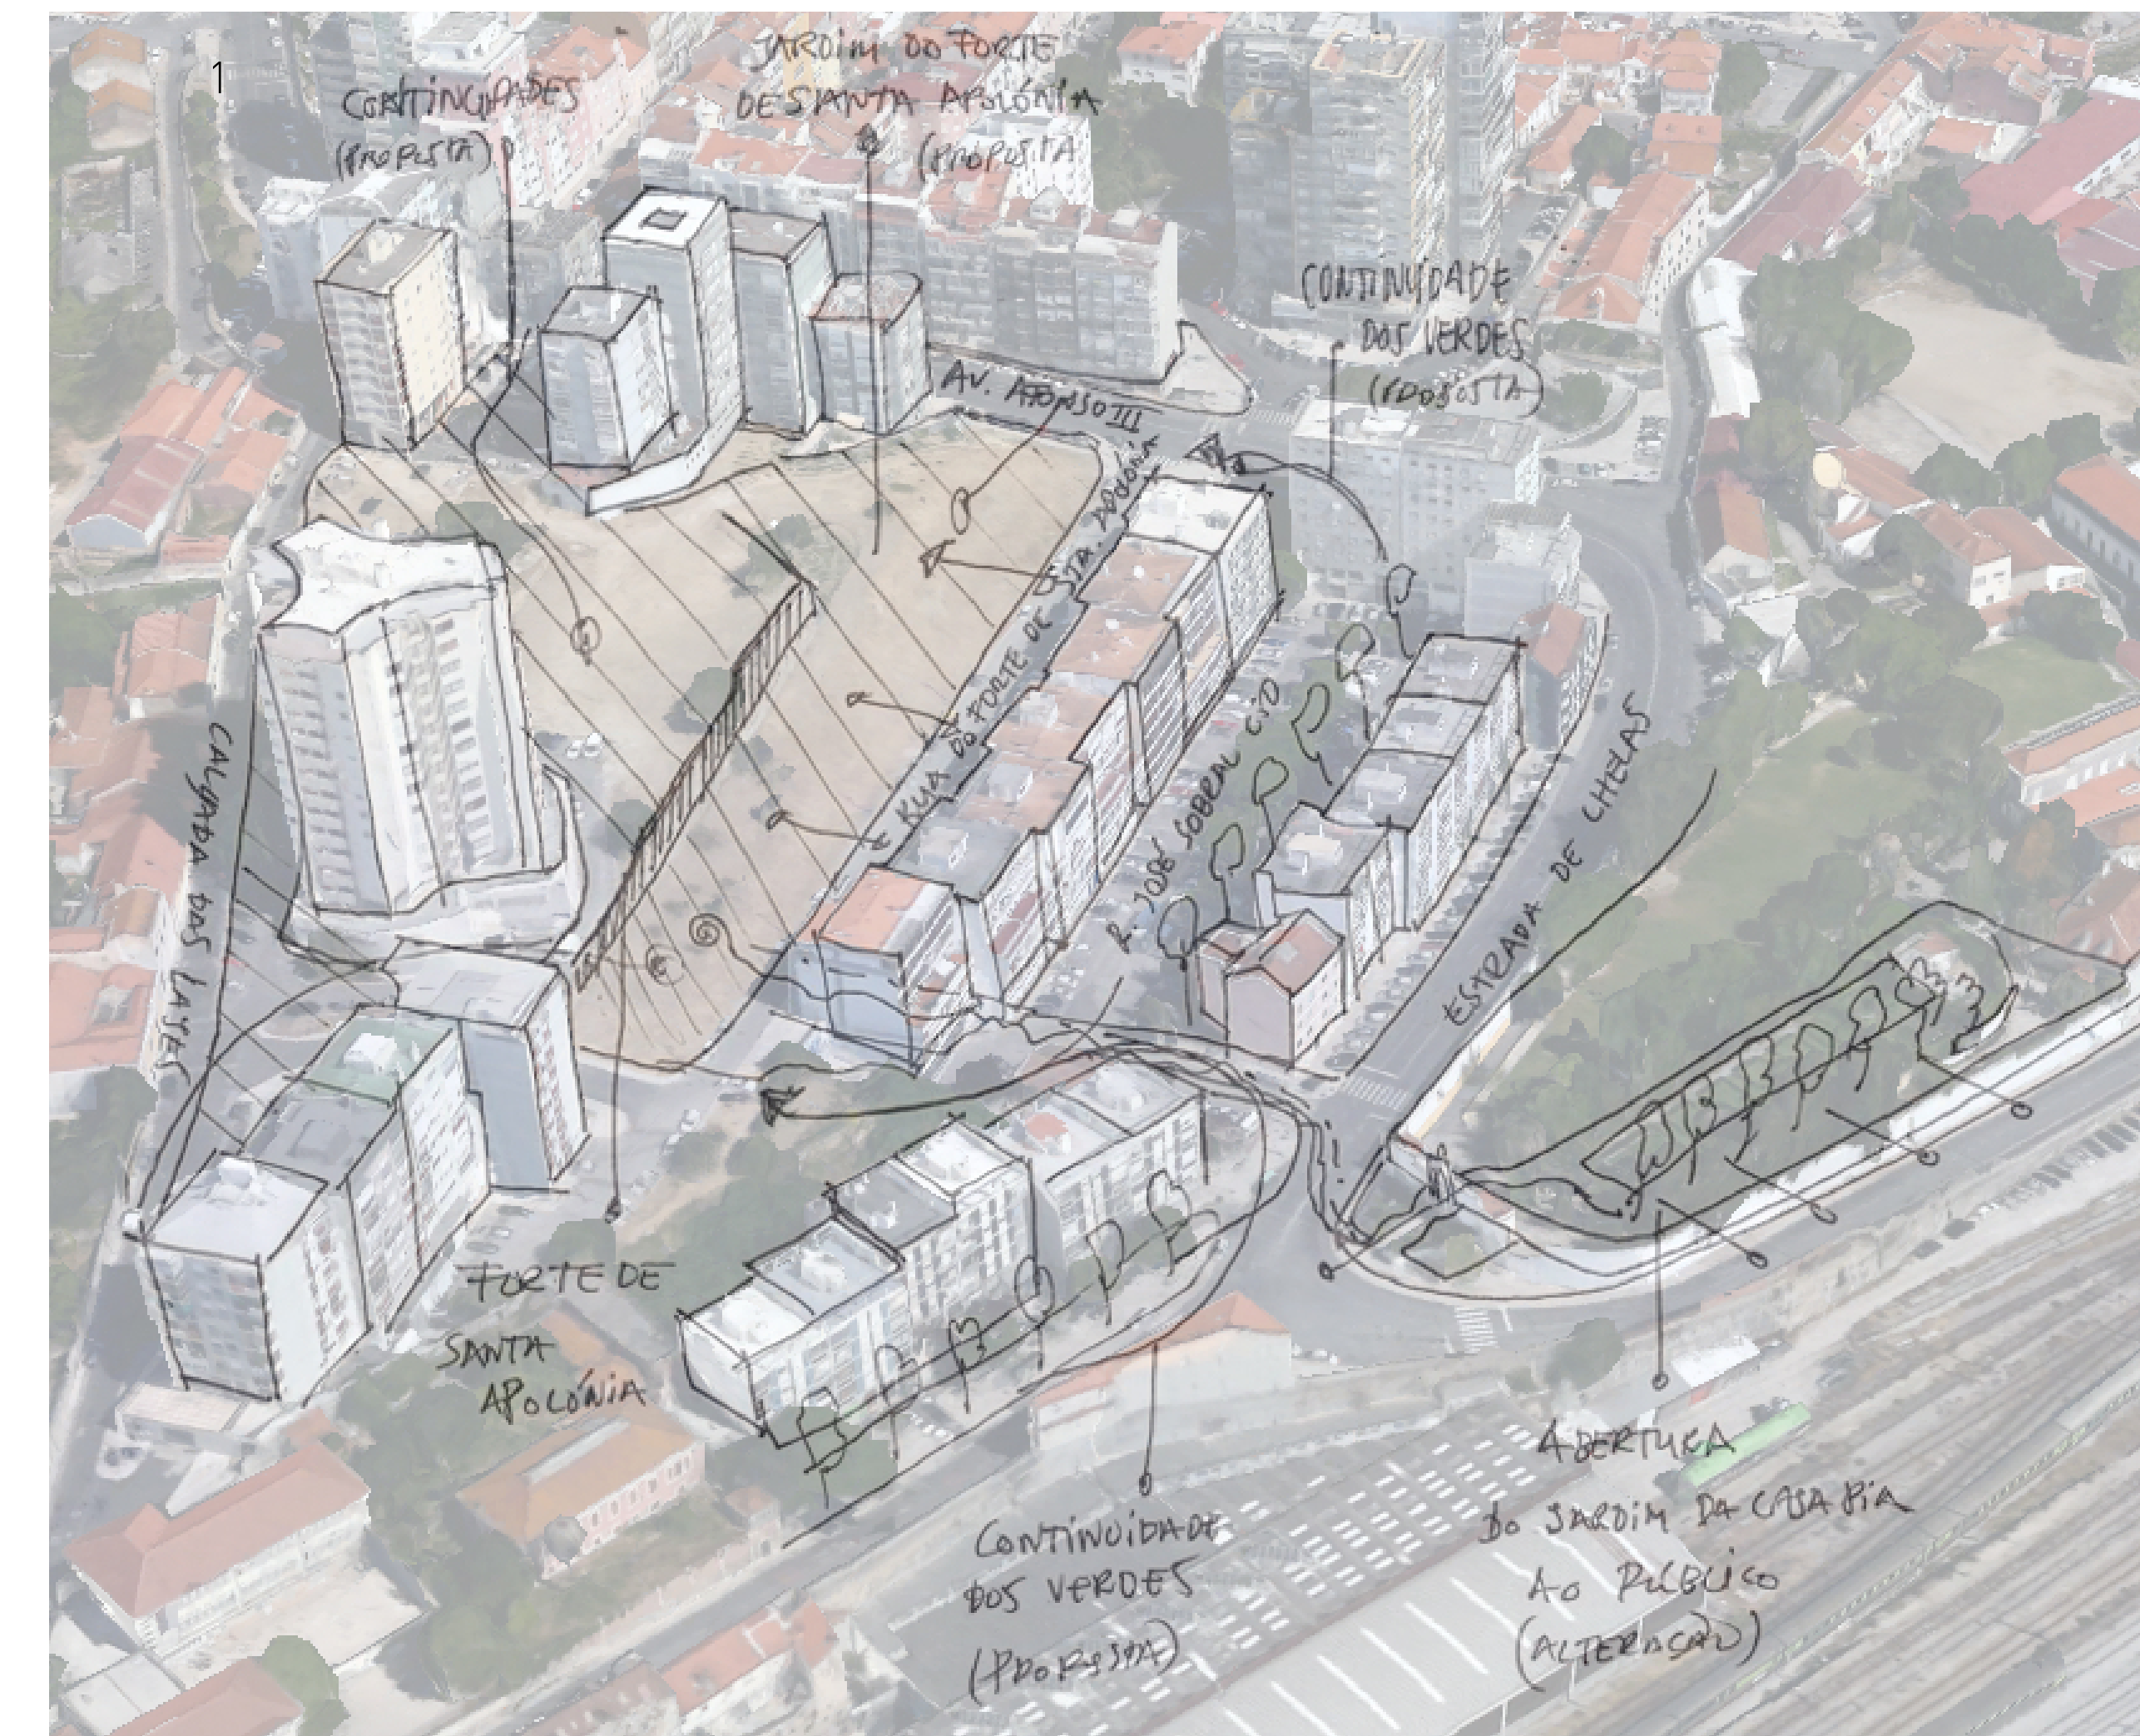 1
CONTINUIDADES
(PROPOSTA)
JARDIM DO FORTE
DE SANTA APOLÓNIA
(PROPOSTA
CONTINUIDADE
DOS VERDES
(PROPOSTA)
AV. AFONSO III
RUA DO FORTE DE STA. APOLÓNIA
R. JOSÉ SOBRAL CID
ESTRADA DE CHELAS
CALÇADA DAS LAJES
FORTE DE
SANTA
APOLÓNIA
CONTINUIDADE
DOS VERDES
(PROPOSTA)
ABERTURA
DO JARDIM DA CASA PIA
AO PÚBLICO
(ALTERAÇÃO)